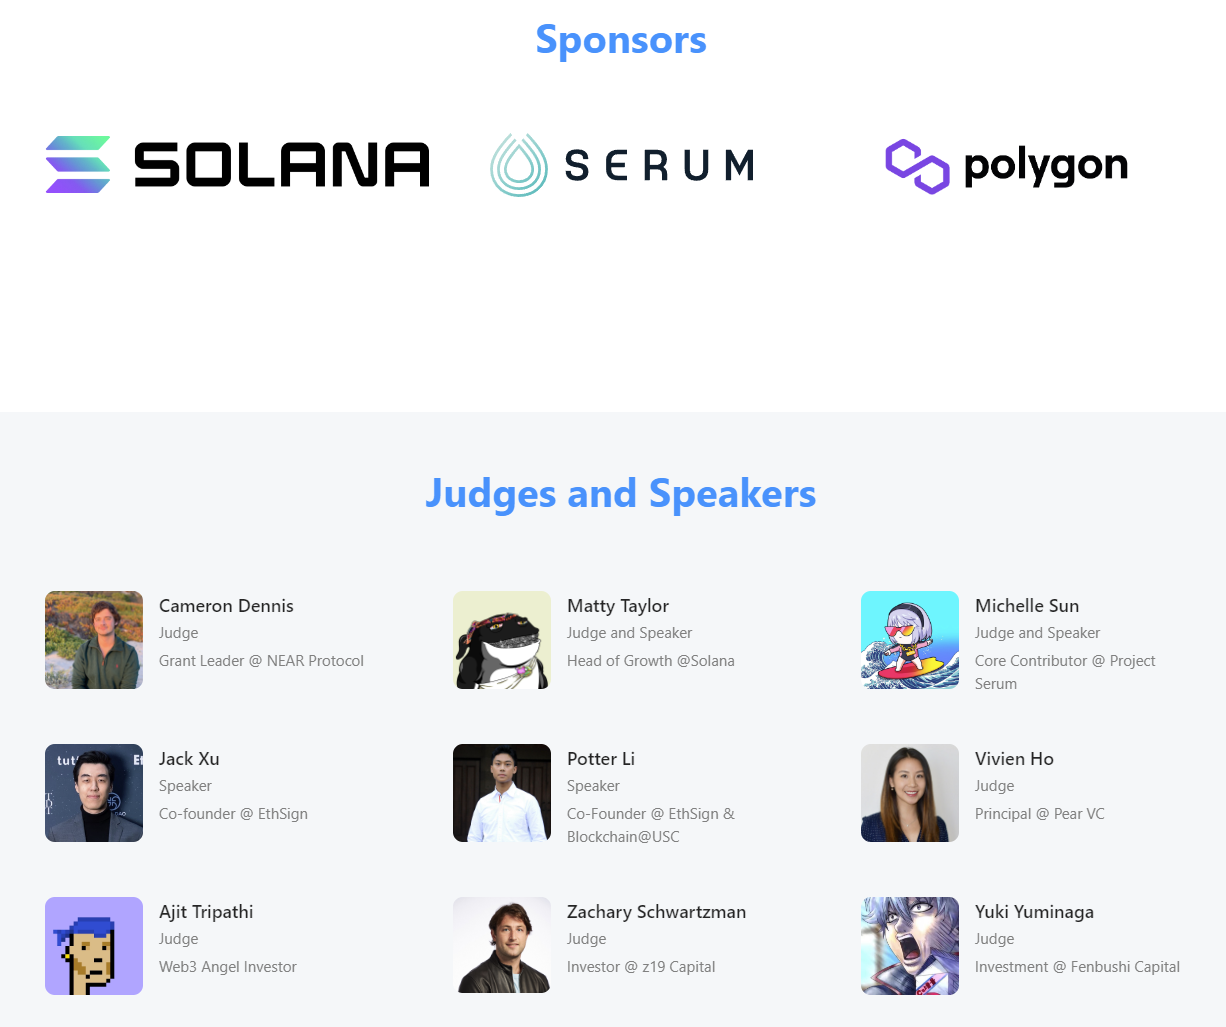 Sponsors
SOLANA
SERUM
polygon
Judges and Speakers
Cameron Dennis
Judge
Grant Leader @ NEAR Protocol
Matty Taylor
Judge and Speaker
Head of Growth @Solana
Michelle Sun
Judge and Speaker
Core Contributor @ Project
Serum
Jack Xu
Speaker
Co-founder @ EthSign
Potter Li
Speaker
Co-Founder @ EthSign &
Blockchain@USC
Vivien Ho
Judge
Principal @ Pear VC
Ajit Tripathi
Judge
Web3 Angel Investor
Zachary Schwartzman
Judge
Investor @ z19 Capital
Yuki Yuminaga
Judge
Investment @ Fenbushi Capital